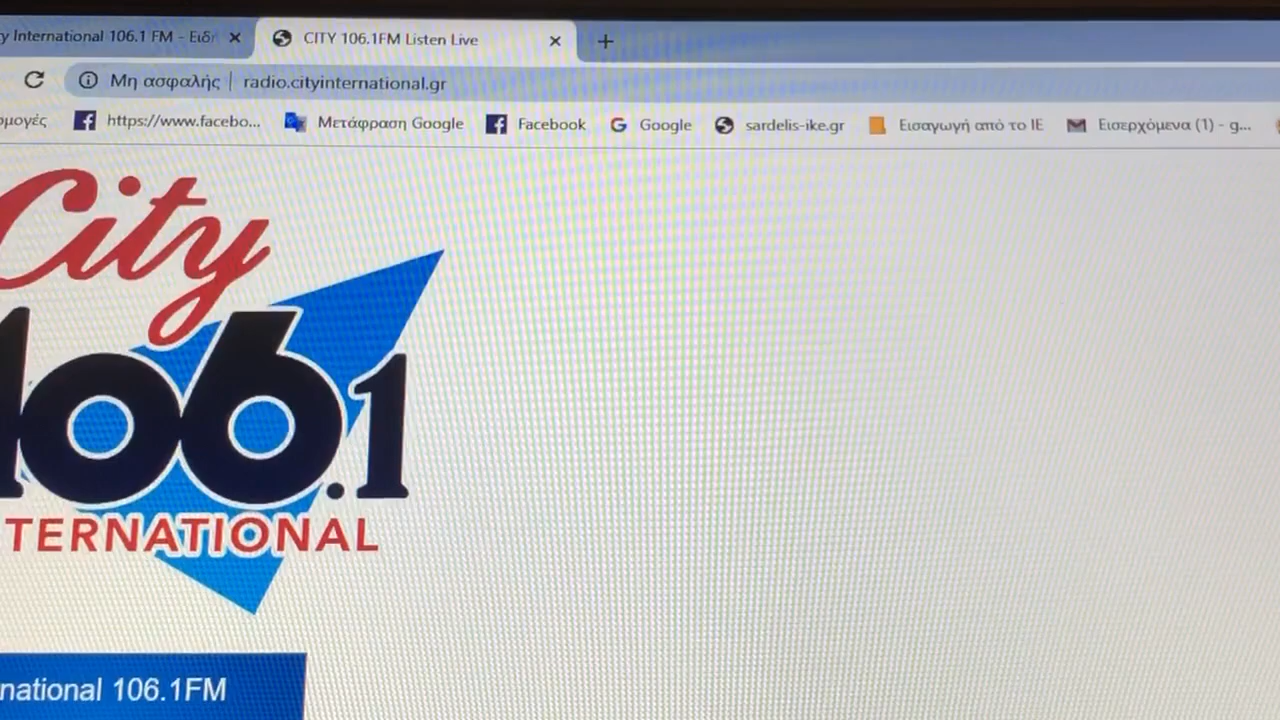 y International 106.1 FM - Ειδι
CITY 106.1FM Listen Live
Μη ασφαλής | radio.cityinternational.gr
ρμογές https://www.facebo... Μετάφραση Google Facebook Google sardelis-ike.gr Εισαγωγή από το IE Εισερχόμενα (1) - g...
City
106.1
TERNATIONAL
national 106.1FM